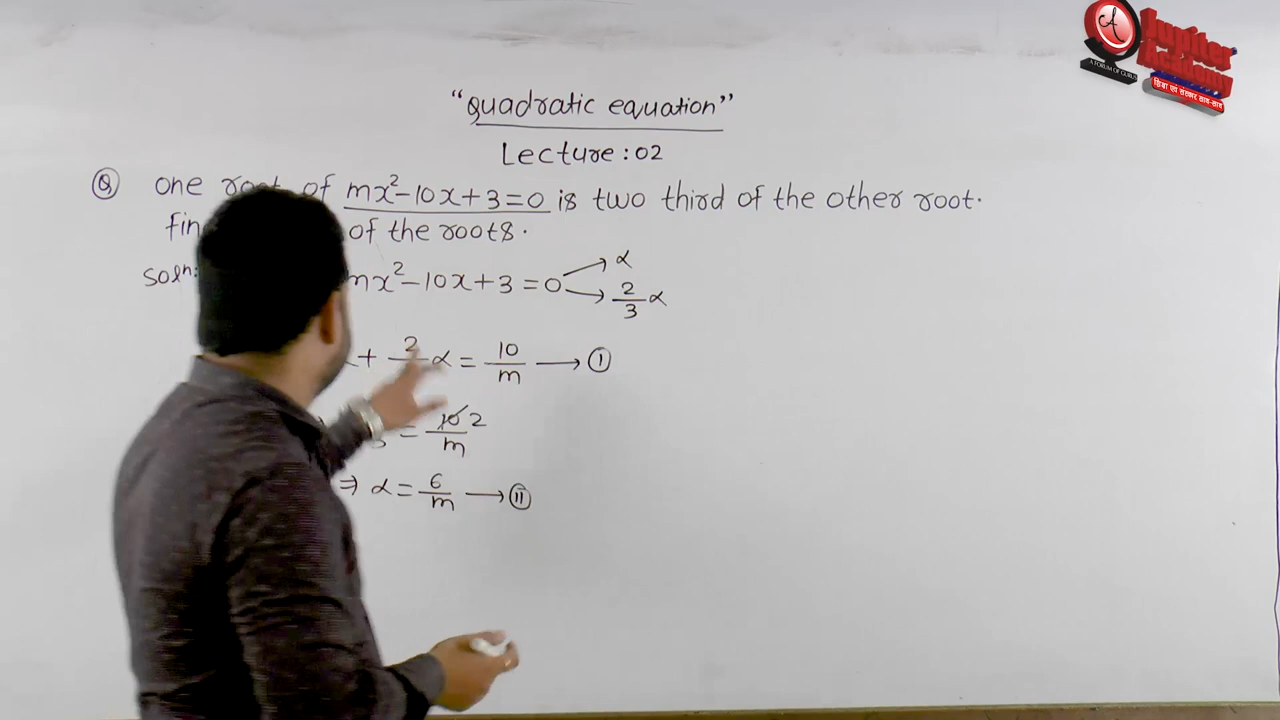 "Quadratic equation"
Lecture : 02
Q one root of mx²-10x+3=0 is two third of the other root.
fin of the roots.
Solⁿ: mx²-10x+3=0 → α
→ 2/3 α
+ 2 α = 10/m → I
3 = 10 2/m
⇒ α = 6/m → II
A
Jupiter Academy
A FORUM OF GURUS
शिक्षा एवं संस्कार साथ-साथ